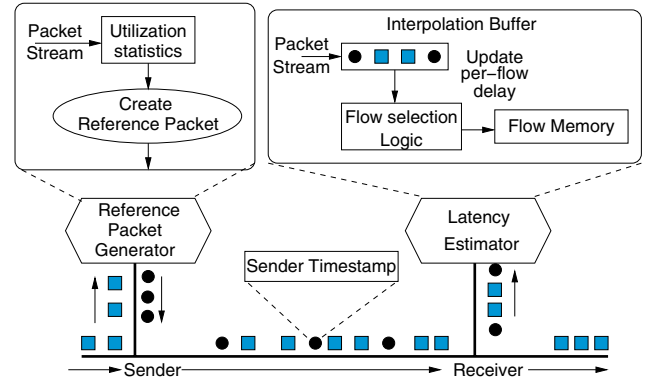 Packet
Stream
Utilization
statistics
Create
Reference Packet
Interpolation Buffer
Packet
Stream
Update
per−flow
delay
Flow selection
Logic
Flow Memory
Reference
Packet
Generator
Latency
Estimator
Sender Timestamp
Sender
Receiver